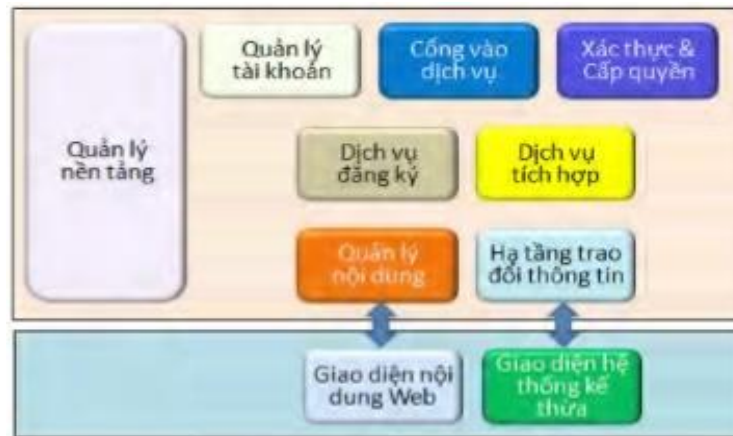 Quản lý
tài khoản
Cổng vào
dịch vụ
Xác thực &
Cấp quyền
Quản lý
nền tảng
Dịch vụ
đăng ký
Dịch vụ
tích hợp
Quản lý
nội dung
Hạ tầng trao
đổi thông tin
Giao diện nội
dung Web
Giao diện hệ
thống kế
thừa